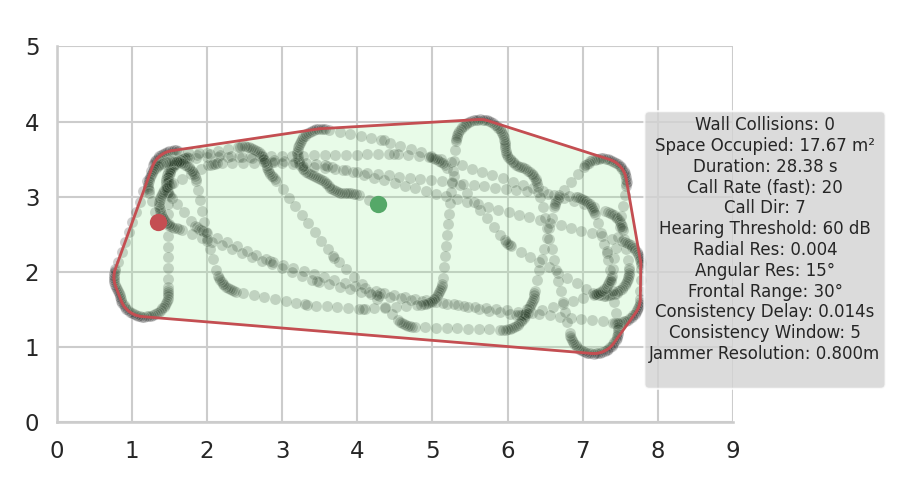 5
4
3
2
1
0
0 1 2 3 4 5 6 7 8 9
Wall Collisions: 0
Space Occupied: 17.67 m²
Duration: 28.38 s
Call Rate (fast): 20
Call Dir: 7
Hearing Threshold: 60 dB
Radial Res: 0.004
Angular Res: 15°
Frontal Range: 30°
Consistency Delay: 0.014s
Consistency Window: 5
Jammer Resolution: 0.800m